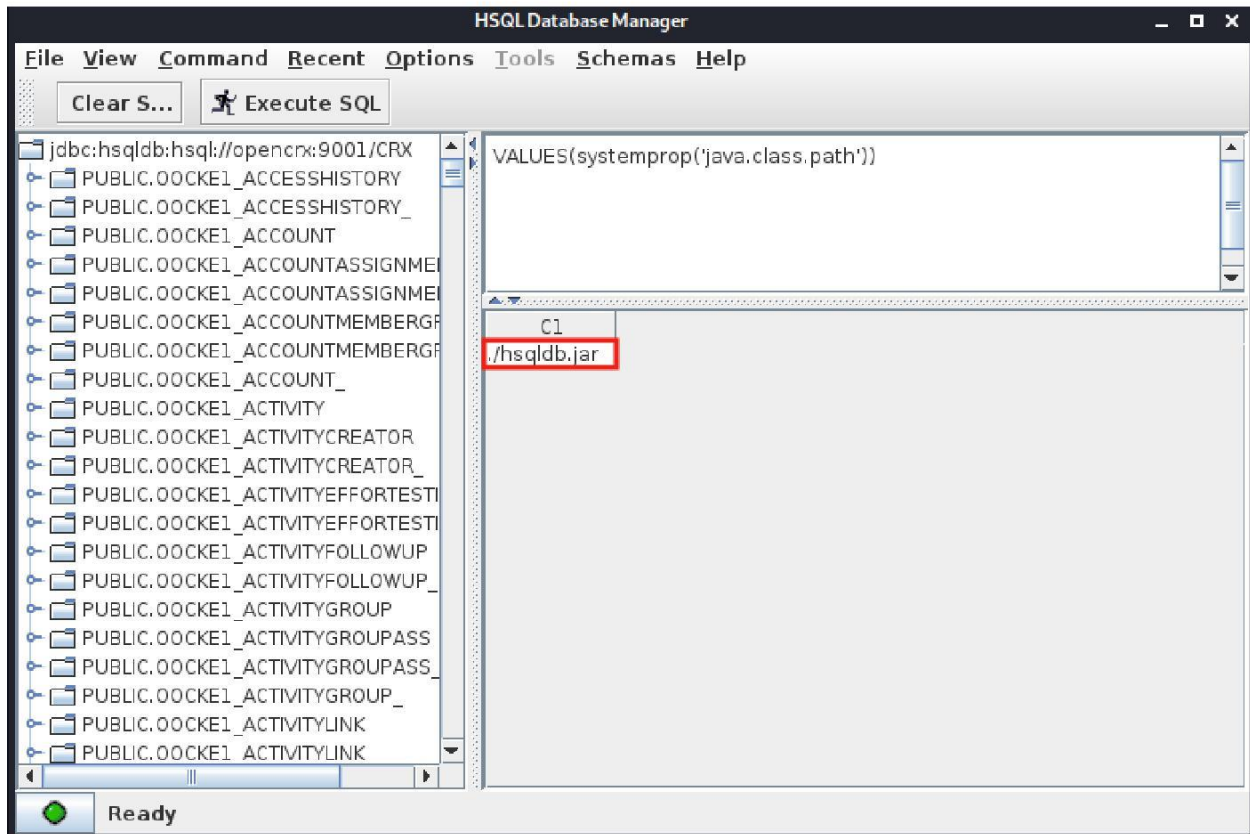 HSQL Database Manager
File View Command Recent Options Tools Schemas Help
Clear S... Execute SQL
jdbc:hsqldb:hsql://opencrx:9001/CRX
PUBLIC.OOCKE1_ACCESSHISTORY
PUBLIC.OOCKE1_ACCESSHISTORY_
PUBLIC.OOCKE1_ACCOUNT
PUBLIC.OOCKE1_ACCOUNTASSIGNMEI
PUBLIC.OOCKE1_ACCOUNTASSIGNMEI
PUBLIC.OOCKE1_ACCOUNTMEMBERGF
PUBLIC.OOCKE1_ACCOUNTMEMBERGF
PUBLIC.OOCKE1_ACCOUNT_
PUBLIC.OOCKE1_ACTIVITY
PUBLIC.OOCKE1_ACTIVITYCREATOR
PUBLIC.OOCKE1_ACTIVITYCREATOR_
PUBLIC.OOCKE1_ACTIVITYEFFORTESTI
PUBLIC.OOCKE1_ACTIVITYEFFORTESTI
PUBLIC.OOCKE1_ACTIVITYFOLLOWUP
PUBLIC.OOCKE1_ACTIVITYFOLLOWUP_
PUBLIC.OOCKE1_ACTIVITYGROUP
PUBLIC.OOCKE1_ACTIVITYGROUPASS
PUBLIC.OOCKE1_ACTIVITYGROUPASS_
PUBLIC.OOCKE1_ACTIVITYGROUP_
PUBLIC.OOCKE1_ACTIVITYLINK
PUBLIC.OOCKE1_ACTIVITYLINK
VALUES(systemprop('java.class.path'))
C1
./hsqldb.jar
Ready